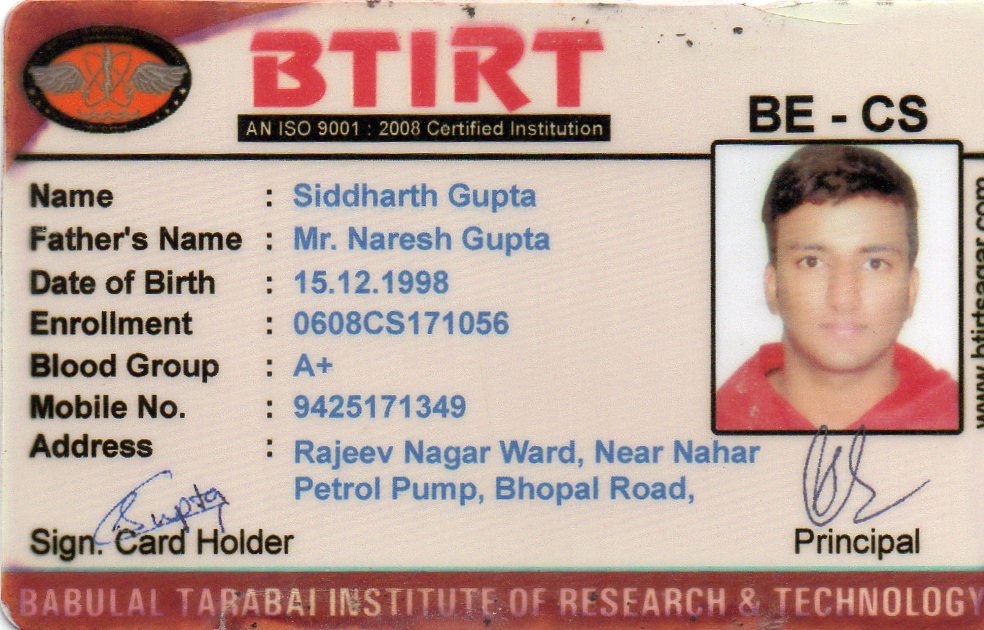 BTIRT
AN ISO 9001 : 2008 Certified Institution
BE - CS
Name : Siddharth Gupta
Father's Name : Mr. Naresh Gupta
Date of Birth : 15.12.1998
Enrollment : 0608CS171056
Blood Group : A+
Mobile No. : 9425171349
Address : Rajeev Nagar Ward, Near Nahar
Petrol Pump, Bhopal Road,
www.btirtsagar.com
SGupta
Sign. Card Holder
Principal
BABULAL TARABAI INSTITUTE OF RESEARCH & TECHNOLOGY